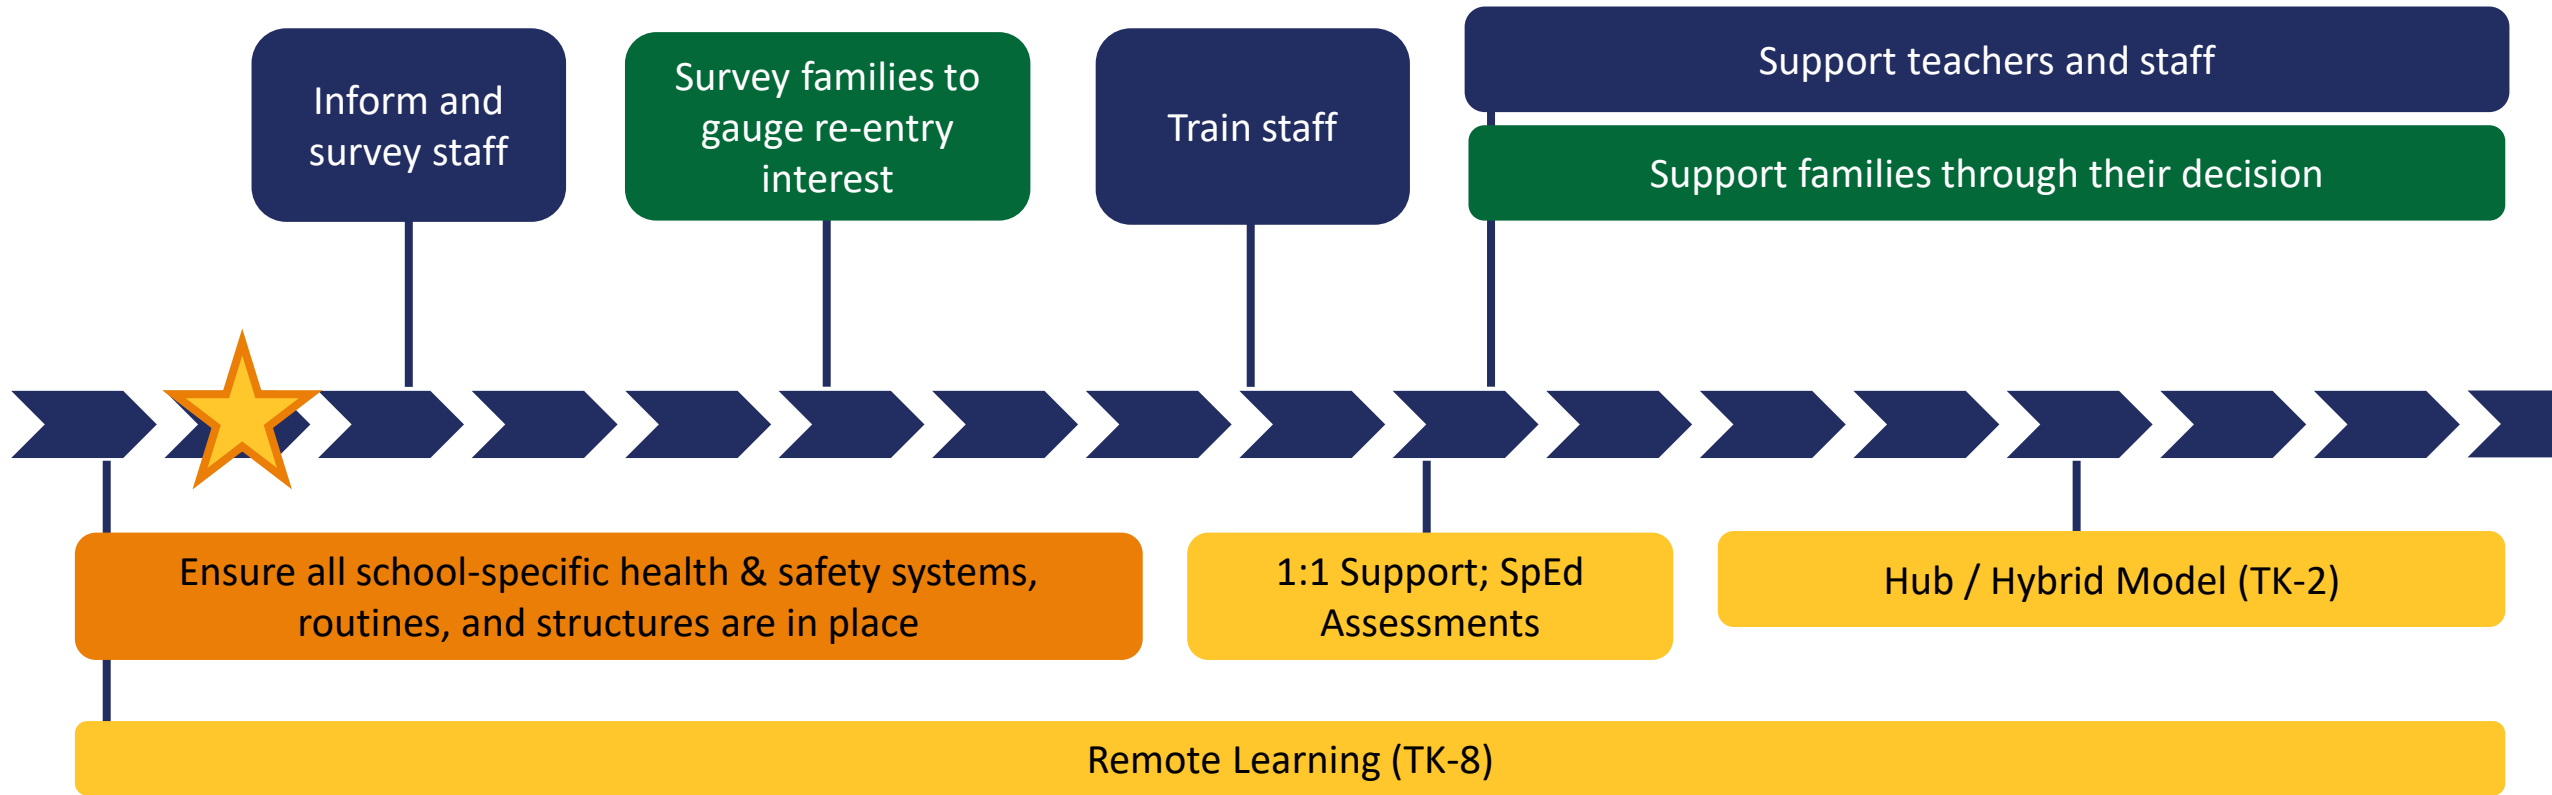 Inform and
survey staff
Survey families to
gauge re-entry
interest
Train staff
Support teachers and staff
Support families through their decision
Ensure all school-specific health & safety systems,
routines, and structures are in place
1:1 Support; SpEd
Assessments
Hub / Hybrid Model (TK-2)
Remote Learning (TK-8)